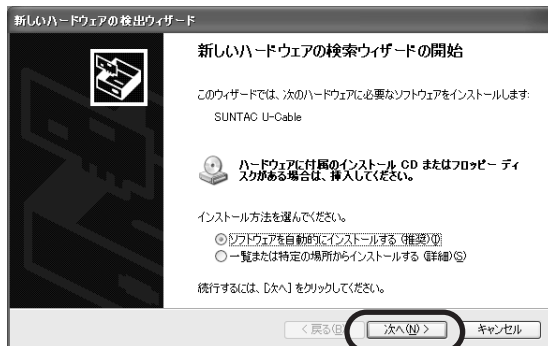 新しいハードウェアの検出ウィザード
新しいハードウェアの検索ウィザードの開始
このウィザードでは、次のハードウェアに必要なソフトウェアをインストールします:
SUNTAC U-Cable
ハードウェアに付属のインストール CD またはフロッピー ディ
スクがある場合は、挿入してください。
インストール方法を選んでください。
ソフトウェアを自動的にインストールする (推奨)(I)
一覧または特定の場所からインストールする (詳細)(S)
続行するには、[次へ] をクリックしてください。
< 戻る(B) 次へ(N) > キャンセル